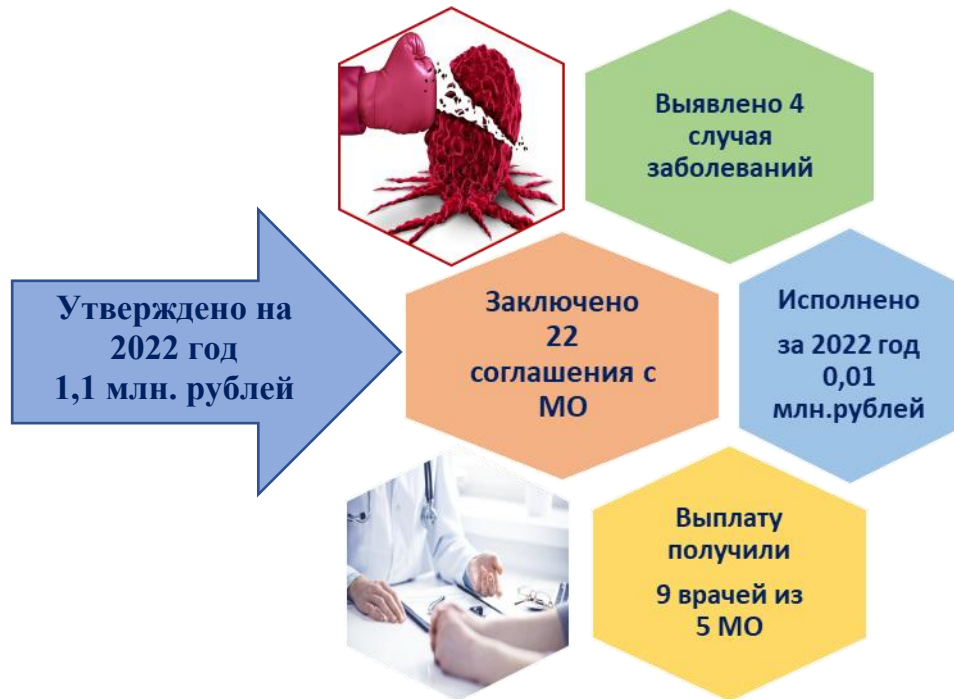 Утверждено на
2022 год
1,1 млн. рублей
Выявлено 4
случая
заболеваний
Заключено
22
соглашения с
МО
Исполнено
за 2022 год
0,01
млн.рублей
Выплату
получили
9 врачей из
5 МО